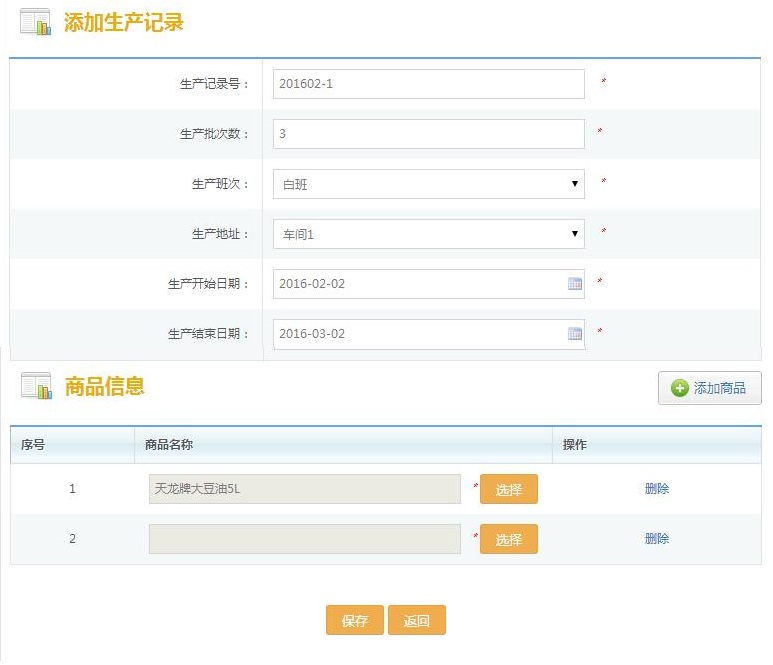 添加生产记录
生产记录号： 201602-1 *
生产批次数： 3 *
生产班次： 白班 *
生产地址： 车间1 *
生产开始日期： 2016-02-02 *
生产结束日期： 2016-03-02 *
商品信息 添加商品
序号 商品名称 操作
1 天龙牌大豆油5L * 选择 删除
2 * 选择 删除
保存 返回